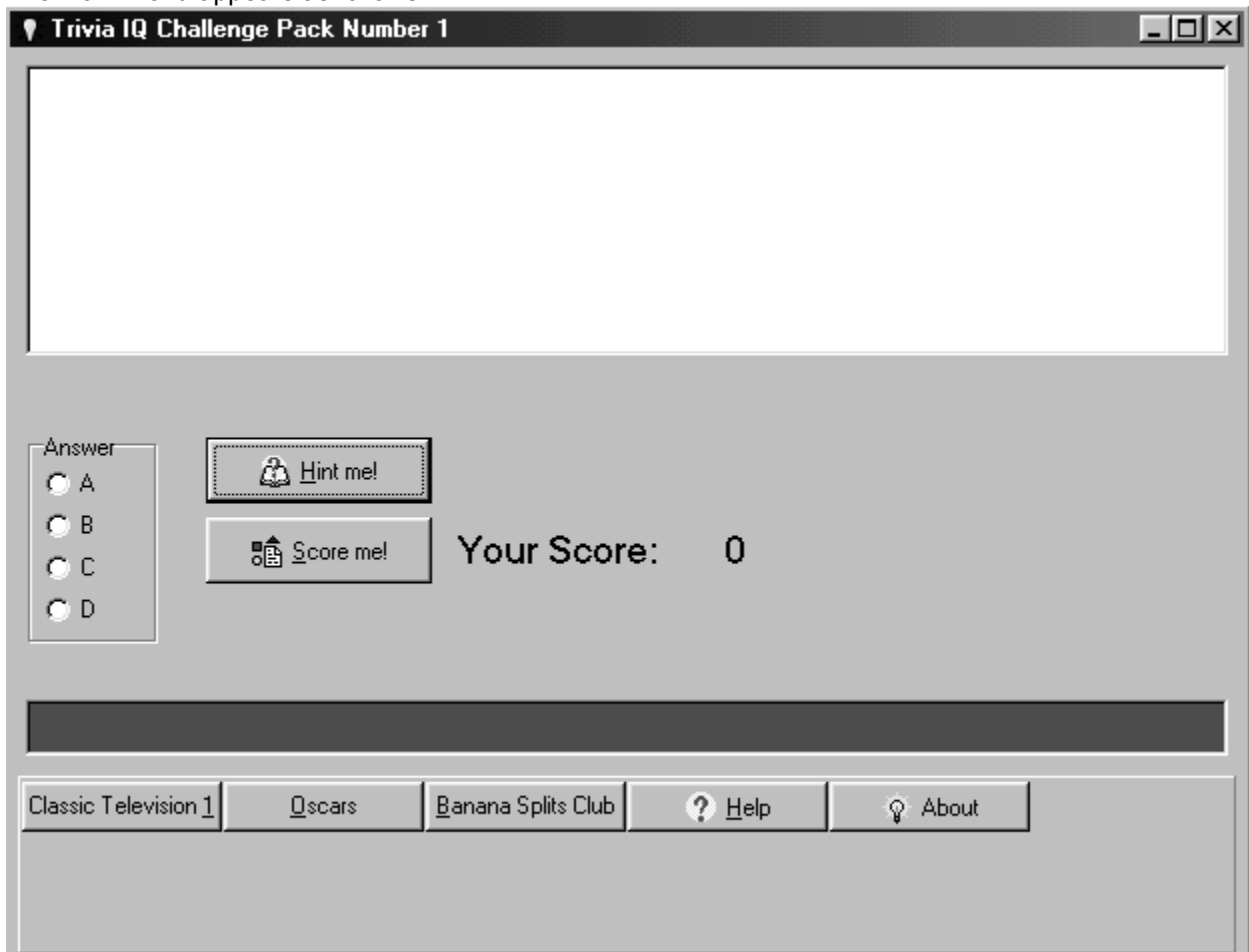 Trivia IQ Challenge Pack Number 1
Answer
A
B
C
D
Hint me!
Score me!
Your Score: 0
Classic Television 1
Oscars
Banana Splits Club
Help
About